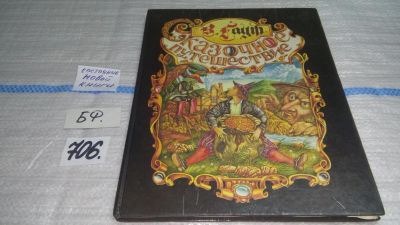 В. Гауф
Сказочное
путешествие
состояние
новой
книги
БФ.
706.